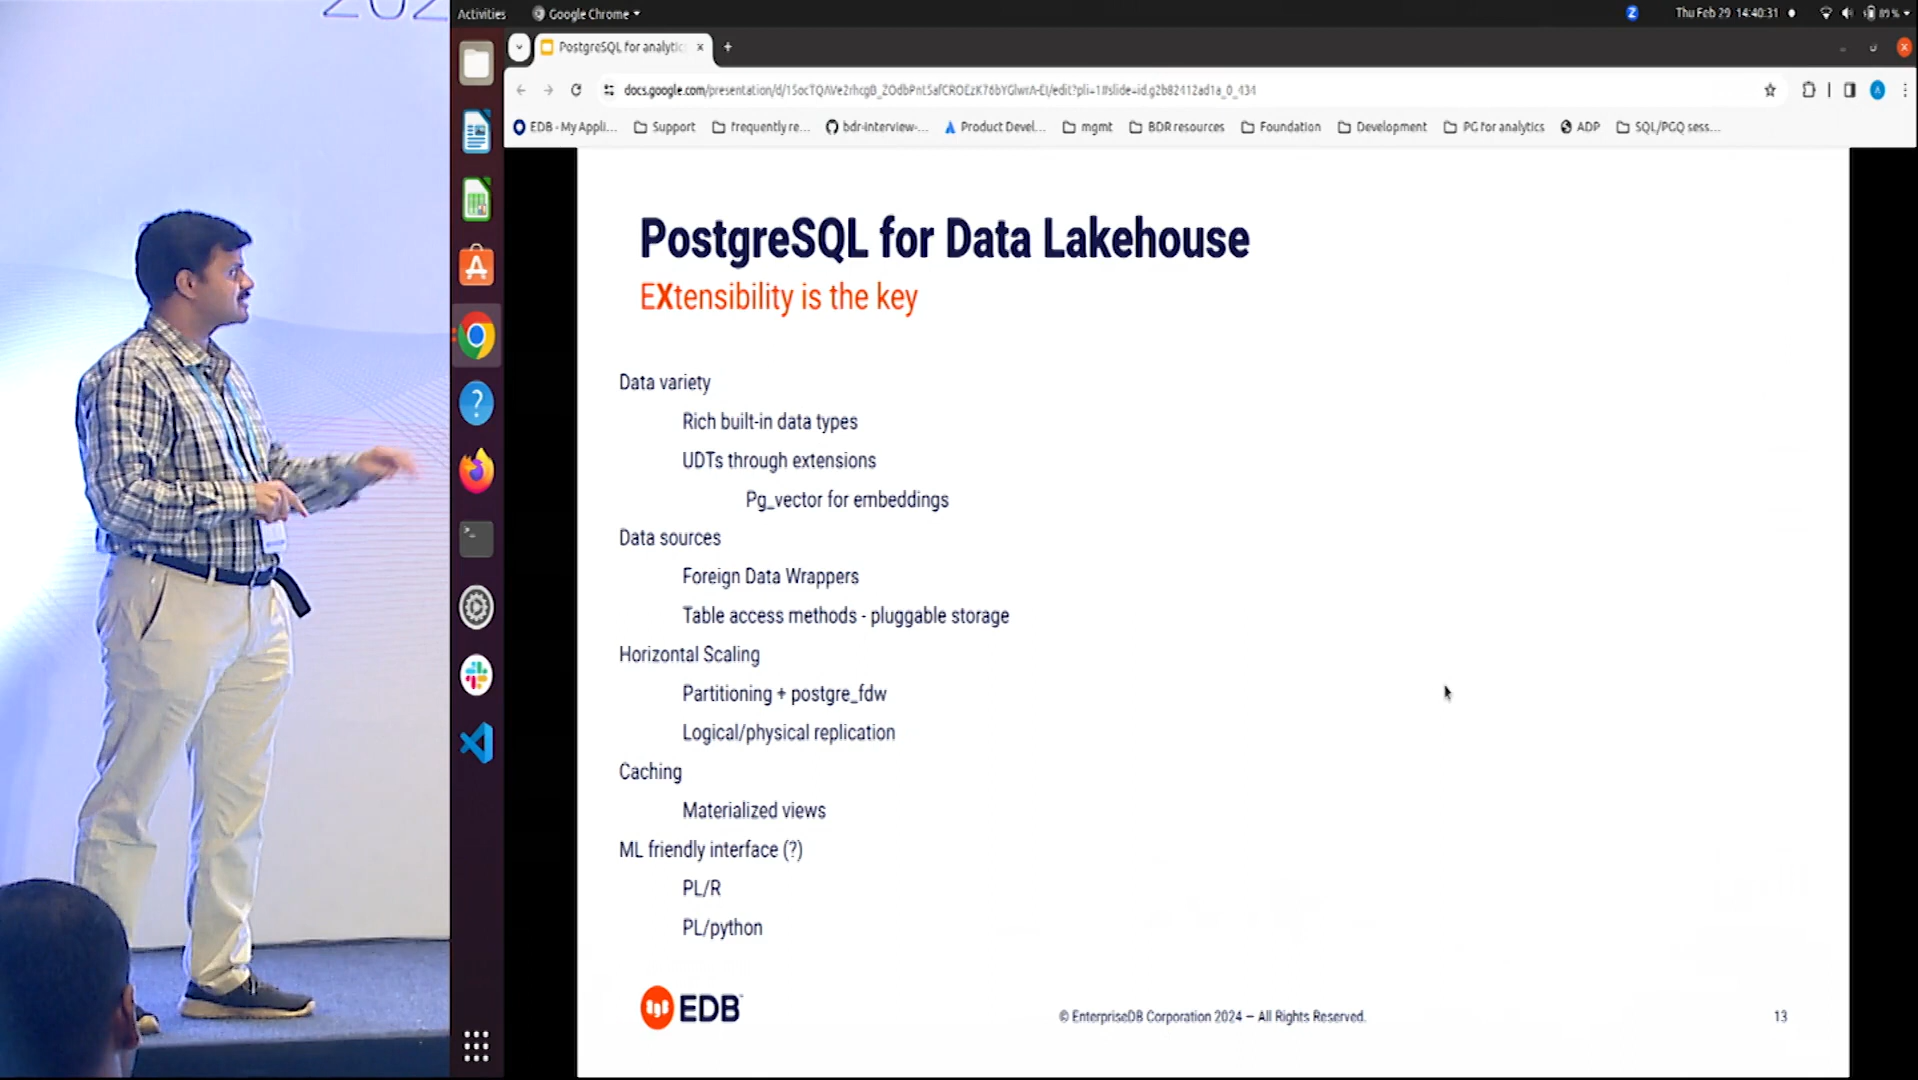 202
Activities
Google Chrome
Thu Feb 29 14:40:31
89 %
PostgreSQL for analytic
EDB - My Appli...
Support
frequently re...
bdr-interview-...
Product Devel...
mgmt
BDR resources
Foundation
Development
PG for analytics
ADP
SQL/PGQ sess...
PostgreSQL for Data Lakehouse
EXtensibility is the key
Data variety
Rich built-in data types
UDTs through extensions
Pg_vector for embeddings
Data sources
Foreign Data Wrappers
Table access methods - pluggable storage
Horizontal Scaling
Partitioning + postgre_fdw
Logical/physical replication
Caching
Materialized views
ML friendly interface (?)
PL/R
PL/python
EDB
© EnterpriseDB Corporation 2024 – All Rights Reserved.
13